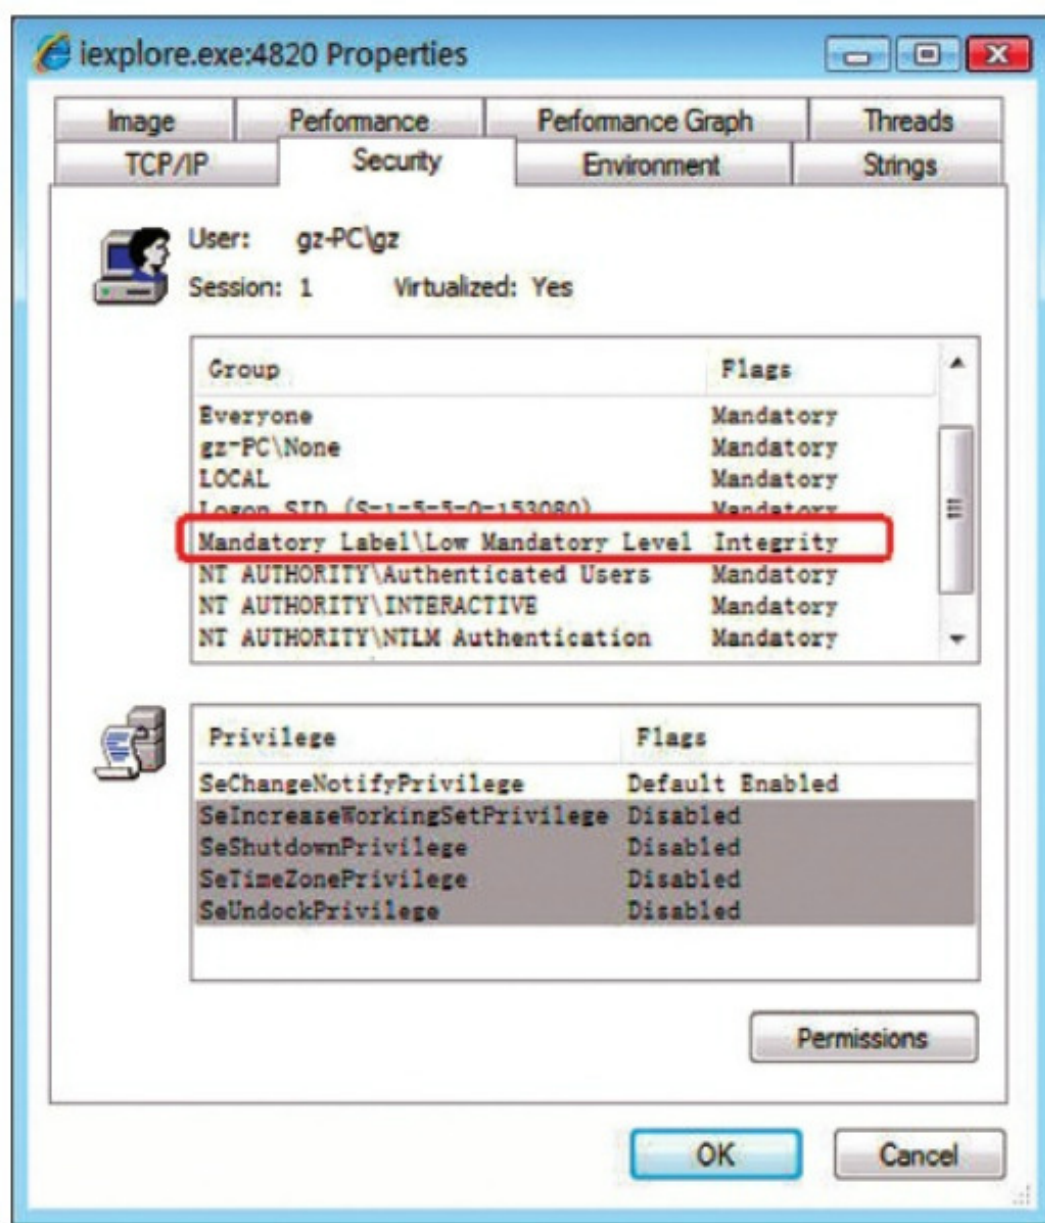 iexplore.exe:4820 Properties
Image Performance Performance Graph Threads
TCP/IP Security Environment Strings
User: gz-PC\gz
Session: 1 Virtualized: Yes
Group Flags
Everyone Mandatory
gz-PC\None Mandatory
LOCAL Mandatory
Logon SID (S-1-5-5-0-153080) Mandatory
Mandatory Label\Low Mandatory Level Integrity
NT AUTHORITY\Authenticated Users Mandatory
NT AUTHORITY\INTERACTIVE Mandatory
NT AUTHORITY\NTLM Authentication Mandatory
Privilege Flags
SeChangeNotifyPrivilege Default Enabled
SeIncreaseWorkingSetPrivilege Disabled
SeShutdownPrivilege Disabled
SeTimeZonePrivilege Disabled
SeUndockPrivilege Disabled
Permissions
OK Cancel